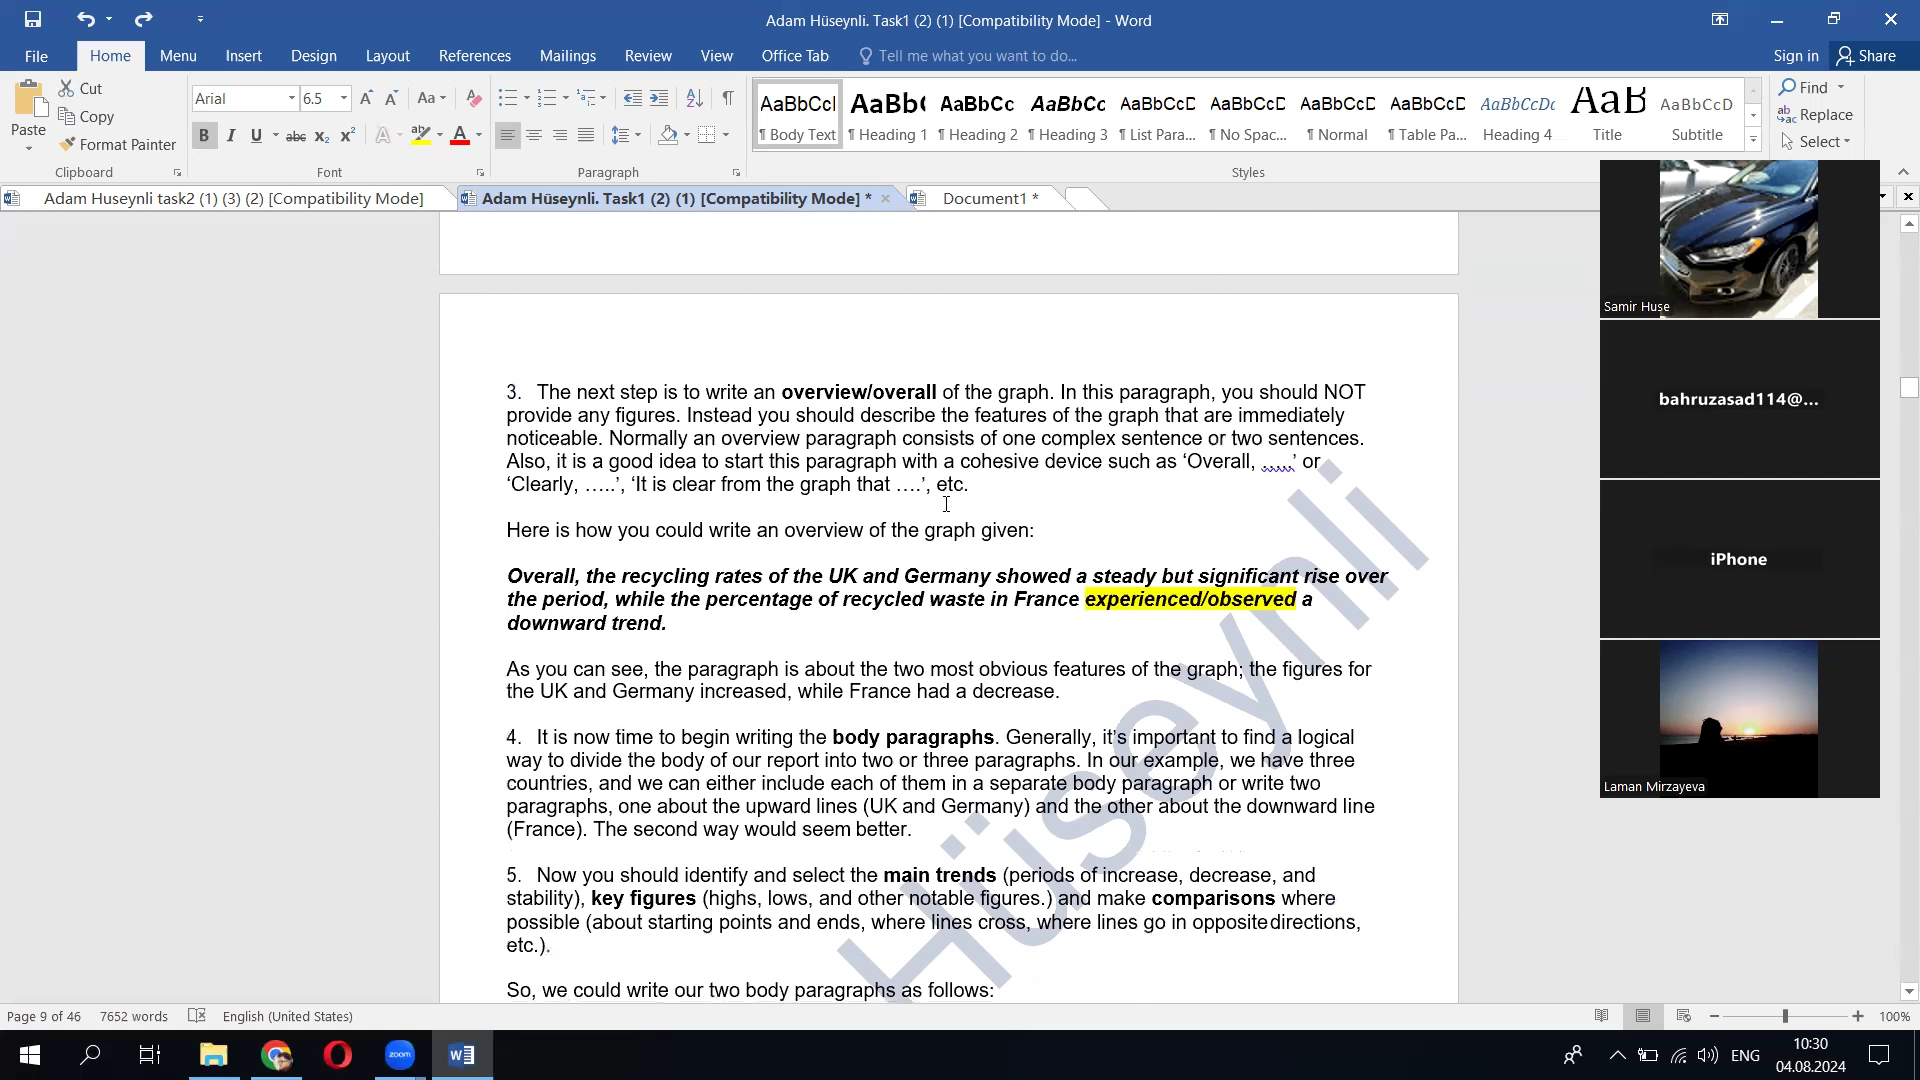 Adam Hüseynli. Task1 (2) (1) [Compatibility Mode] - Word
File Home Menu Insert Design Layout References Mailings Review View Office Tab Tell me what you want to do... Sign in Share
Paste Cut Copy Format Painter Clipboard
Arial 6.5 Font
Paragraph
AaBbCcI AaBb( AaBbCc AaBbCc AaBbCcD AaBbCcD AaBbCcD AaBbCcD AaBbCcDc AaB AaBbCcD
¶ Body Text ¶ Heading 1 ¶ Heading 2 ¶ Heading 3 ¶ List Para... ¶ No Spac... ¶ Normal ¶ Table Pa... Heading 4 Title Subtitle
Styles
Find
Replace
Select
Adam Huseynli task2 (1) (3) (2) [Compatibility Mode] Adam Hüseynli. Task1 (2) (1) [Compatibility Mode] * Document1 *
3. The next step is to write an overview/overall of the graph. In this paragraph, you should NOT
provide any figures. Instead you should describe the features of the graph that are immediately
noticeable. Normally an overview paragraph consists of one complex sentence or two sentences.
Also, it is a good idea to start this paragraph with a cohesive device such as ‘Overall, ,,,,,’ or
‘Clearly, …..’, ‘It is clear from the graph that ….’, etc.
Here is how you could write an overview of the graph given:
Overall, the recycling rates of the UK and Germany showed a steady but significant rise over
the period, while the percentage of recycled waste in France experienced/observed a
downward trend.
As you can see, the paragraph is about the two most obvious features of the graph; the figures for
the UK and Germany increased, while France had a decrease.
4. It is now time to begin writing the body paragraphs. Generally, it’s important to find a logical
way to divide the body of our report into two or three paragraphs. In our example, we have three
countries, and we can either include each of them in a separate body paragraph or write two
paragraphs, one about the upward lines (UK and Germany) and the other about the downward line
(France). The second way would seem better.
5. Now you should identify and select the main trends (periods of increase, decrease, and
stability), key figures (highs, lows, and other notable figures.) and make comparisons where
possible (about starting points and ends, where lines cross, where lines go in opposite directions,
etc.).
So, we could write our two body paragraphs as follows:
Hüseynli
Samir Huse
bahruzasad114@...
iPhone
Laman Mirzayeva
Page 9 of 46 7652 words English (United States) 100%
zoom
ENG
10:30
04.08.2024